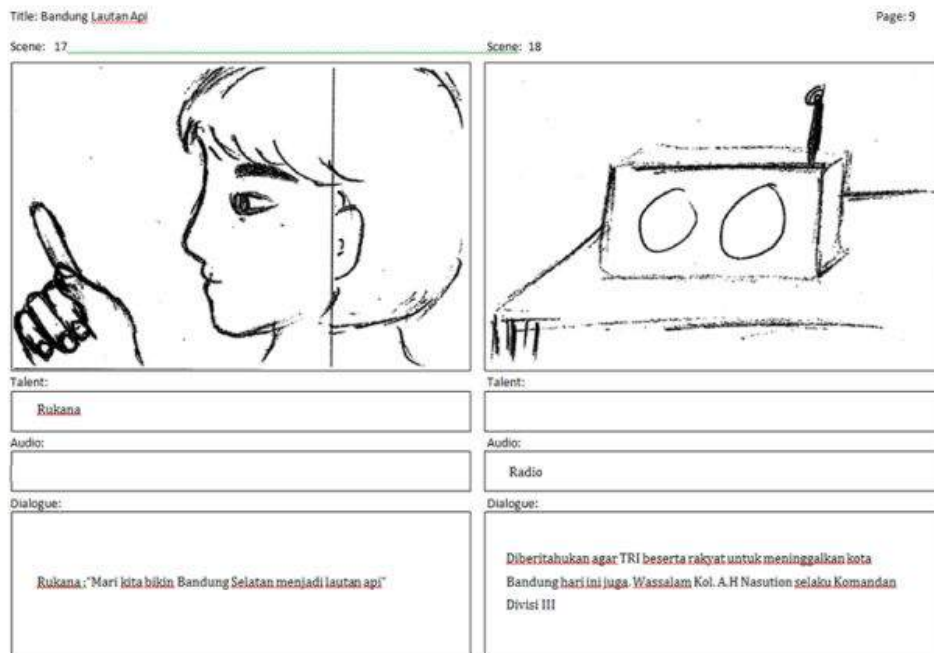 Title: Bandung Lautan Api
Page: 9
Scene: 17
Scene: 18
Talent:
Rukana
Audio:
Dialogue:
Rukana :"Mari kita bikin Bandung Selatan menjadi lautan api"
Talent:
Audio:
Radio
Dialogue:
Diberitahukan agar TRI beserta rakyat untuk meninggalkan kota
Bandung hari ini juga. Wassalam Kol. A.H Nasution selaku Komandan
Divisi III